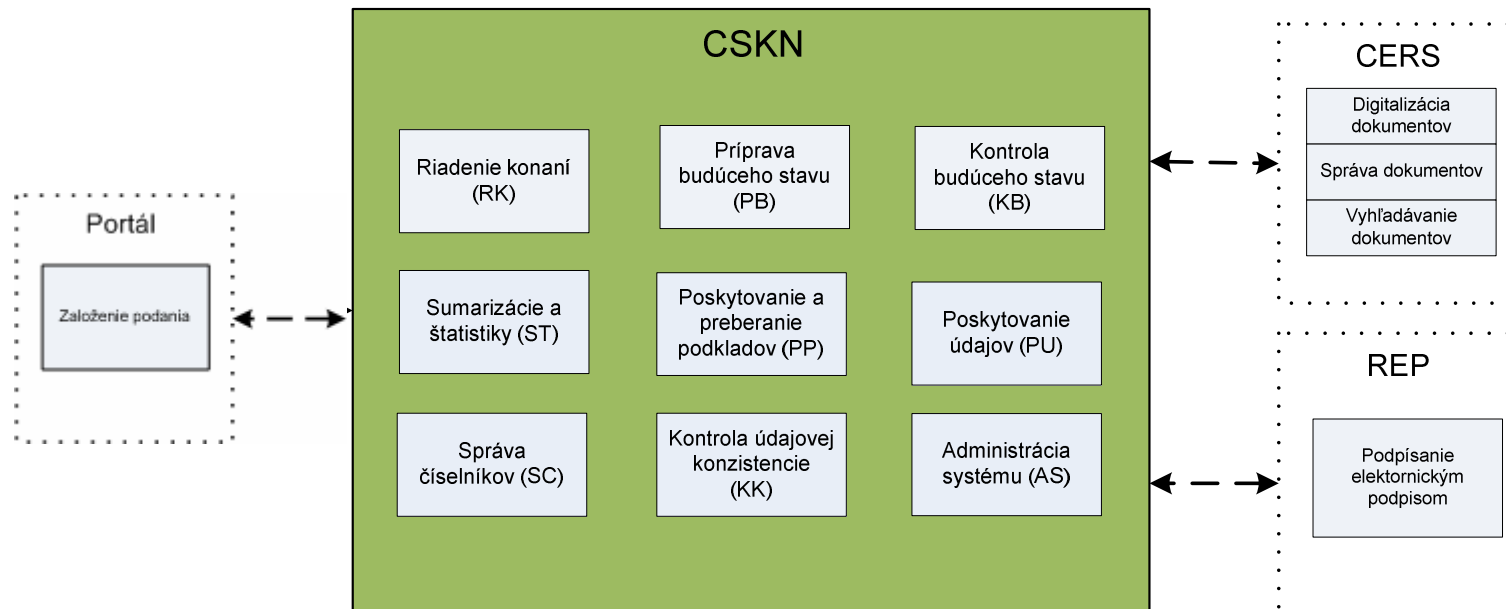 CSKN
Riadenie konaní
(RK)
Príprava
budúceho stavu
(PB)
Kontrola
budúceho stavu
(KB)
Sumarizácie a
štatistiky (ST)
Poskytovanie a
preberanie
podkladov (PP)
Poskytovanie
údajov (PU)
Správa
číselníkov (SC)
Kontrola údajovej
konzistencie
(KK)
Administrácia
systému (AS)
Portál
Založenie podania
CERS
Digitalizácia
dokumentov
Správa dokumentov
Vyhľadávanie
dokumentov
REP
Podpísanie
elektornickým
podpisom